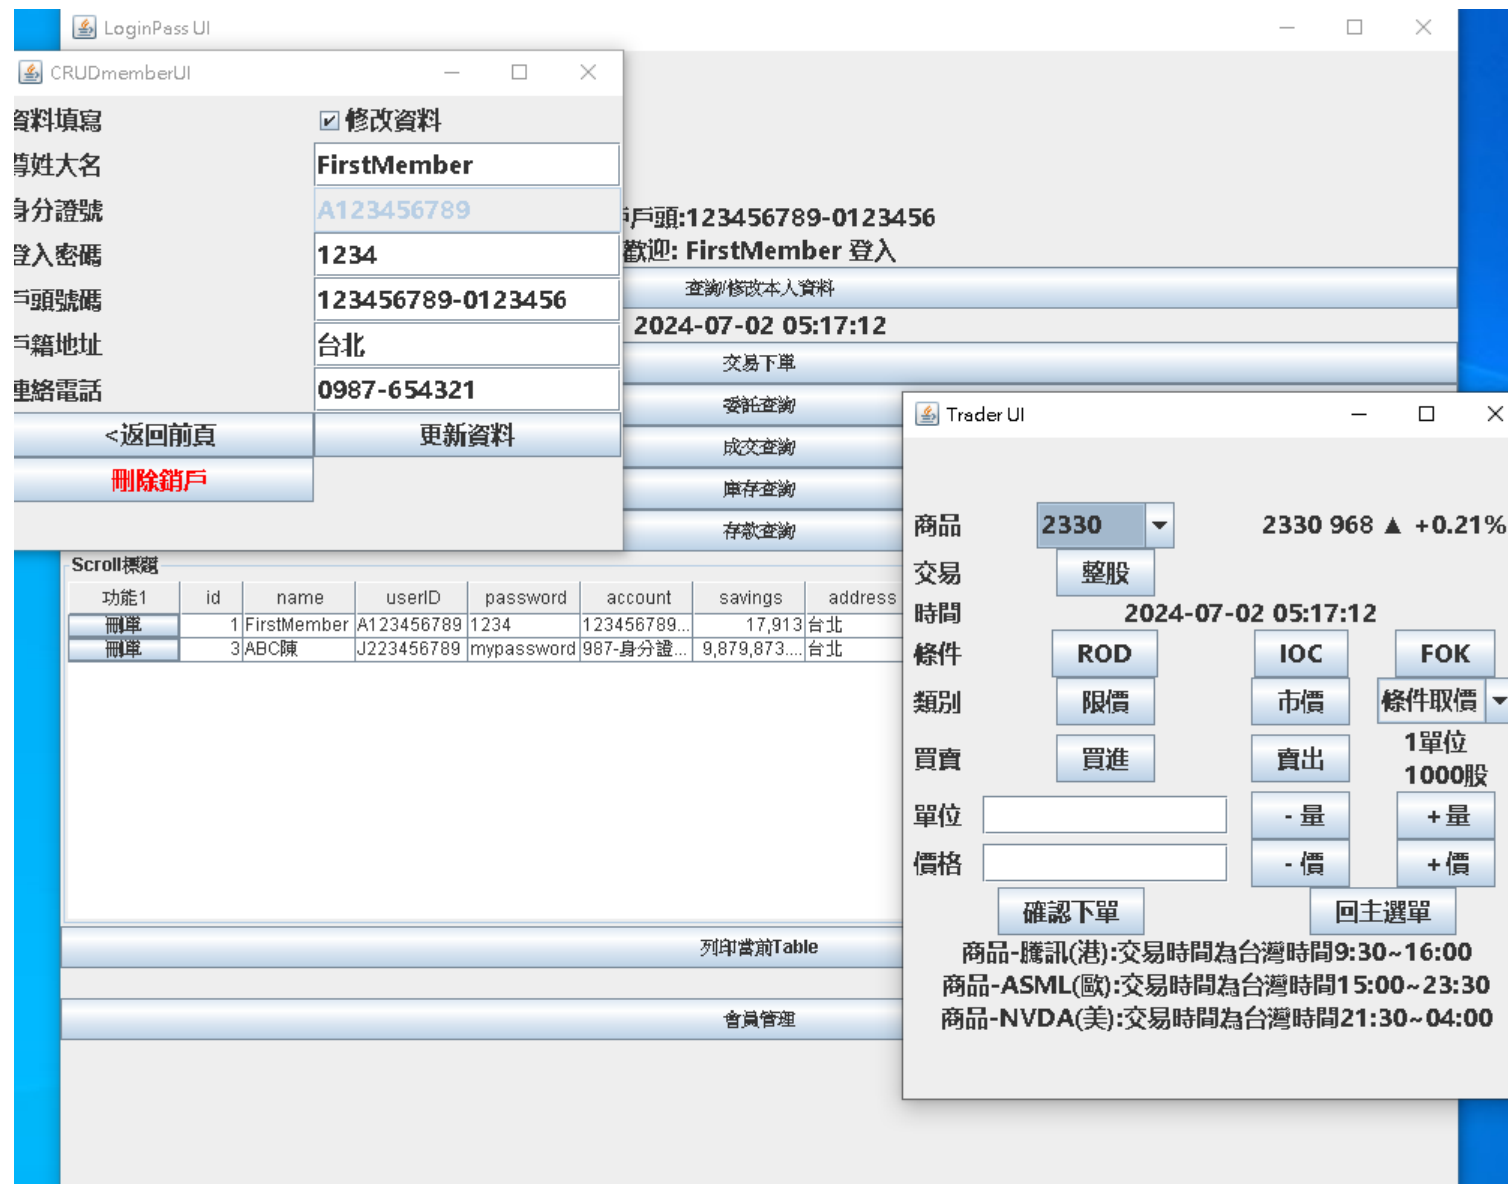 LoginPass UI
CRUDmemberUI
資料填寫 修改資料
尊姓大名 FirstMember
身分證號 A123456789
登入密碼 1234
戶頭號碼 123456789-0123456
戶籍地址 台北
連絡電話 0987-654321
<返回前頁 更新資料
刪除銷戶
戶頭:123456789-0123456
歡迎: FirstMember 登入
查詢/修改本人資料
2024-07-02 05:17:12
交易下單
委託查詢
成交查詢
庫存查詢
存款查詢
Scroll標題
功能1 id name userID password account savings address
刪單 1 FirstMember A123456789 1234 123456789... 17,913 台北
刪單 3 ABC陳 J223456789 mypassword 987-身分證... 9,879,873.... 台北
列印當前Table
會員管理
Trader UI
商品 2330 2330 968 ▲ +0.21%
交易 整股
時間 2024-07-02 05:17:12
條件 ROD IOC FOK
類別 限價 市價 條件取價
買賣 買進 賣出 1單位
1000股
單位 - 量 + 量
價格 - 價 + 價
確認下單 回主選單
商品-騰訊(港):交易時間為台灣時間9:30~16:00
商品-ASML(歐):交易時間為台灣時間15:00~23:30
商品-NVDA(美):交易時間為台灣時間21:30~04:00